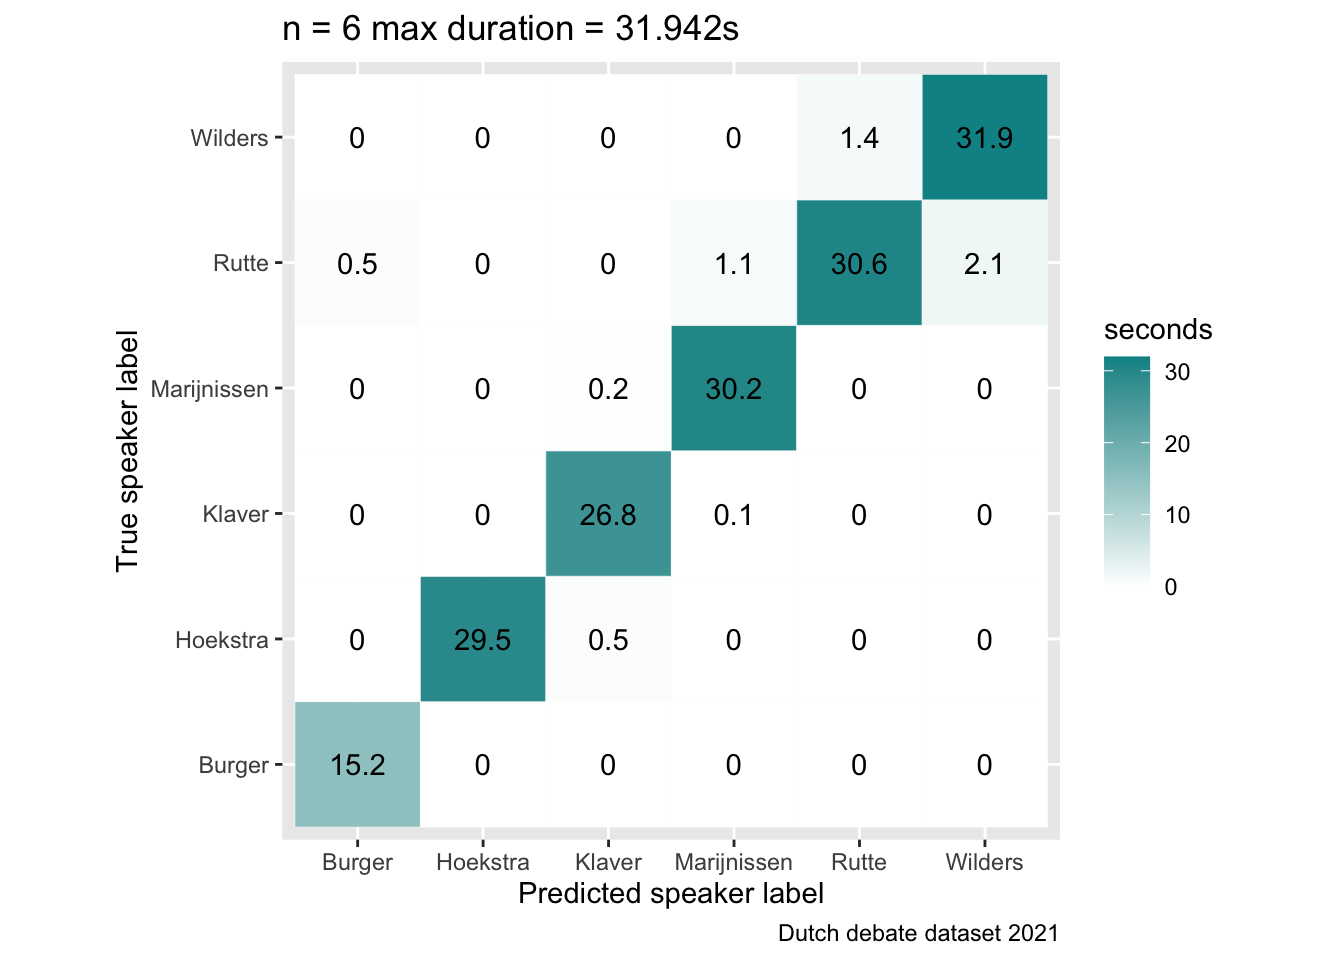 n = 6 max duration = 31.942s
True speaker label
Wilders 0 0 0 0 1.4 31.9
Rutte 0.5 0 0 1.1 30.6 2.1
Marijnissen 0 0 0.2 30.2 0 0
Klaver 0 0 26.8 0.1 0 0
Hoekstra 0 29.5 0.5 0 0 0
Burger 15.2 0 0 0 0 0
Burger Hoekstra Klaver Marijnissen Rutte Wilders
Predicted speaker label
seconds
30
20
10
0
Dutch debate dataset 2021